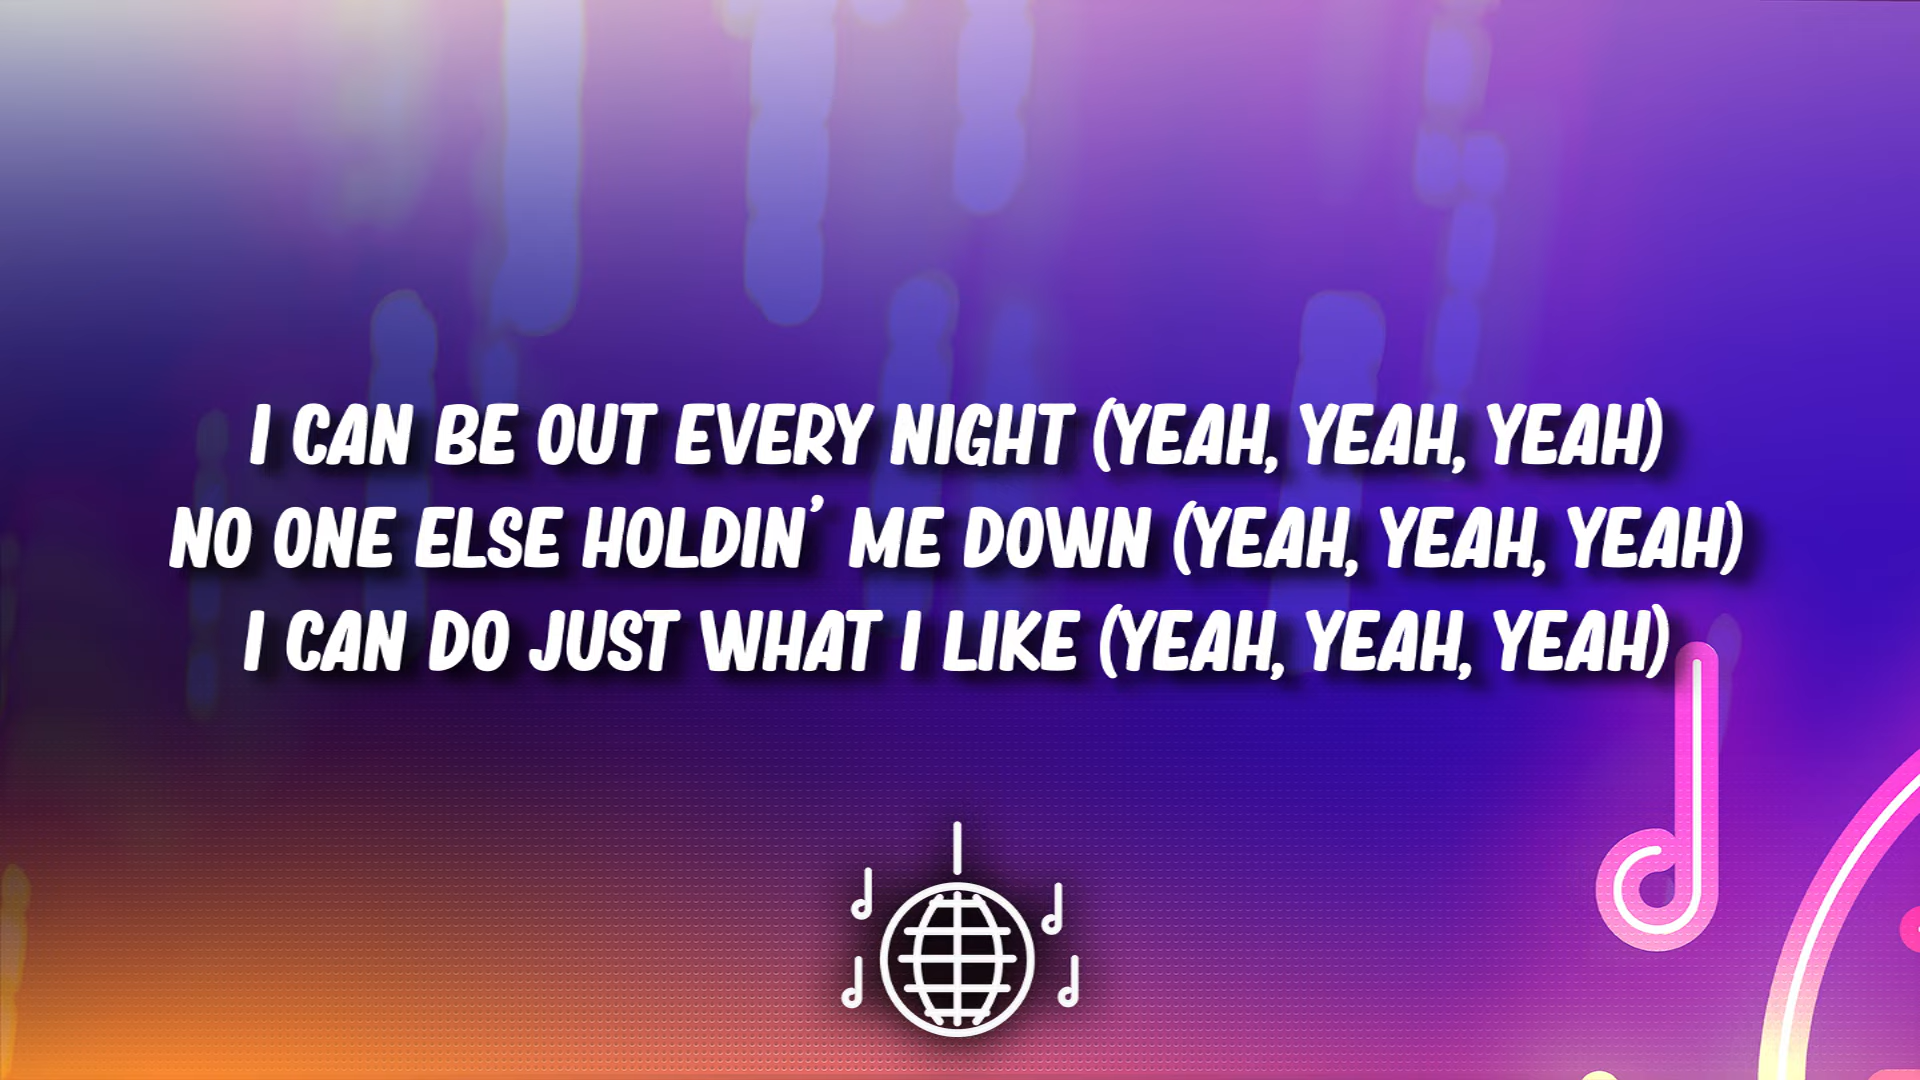 I CAN BE OUT EVERY NIGHT (YEAH, YEAH, YEAH)
NO ONE ELSE HOLDIN' ME DOWN (YEAH, YEAH, YEAH)
I CAN DO JUST WHAT I LIKE (YEAH, YEAH, YEAH)